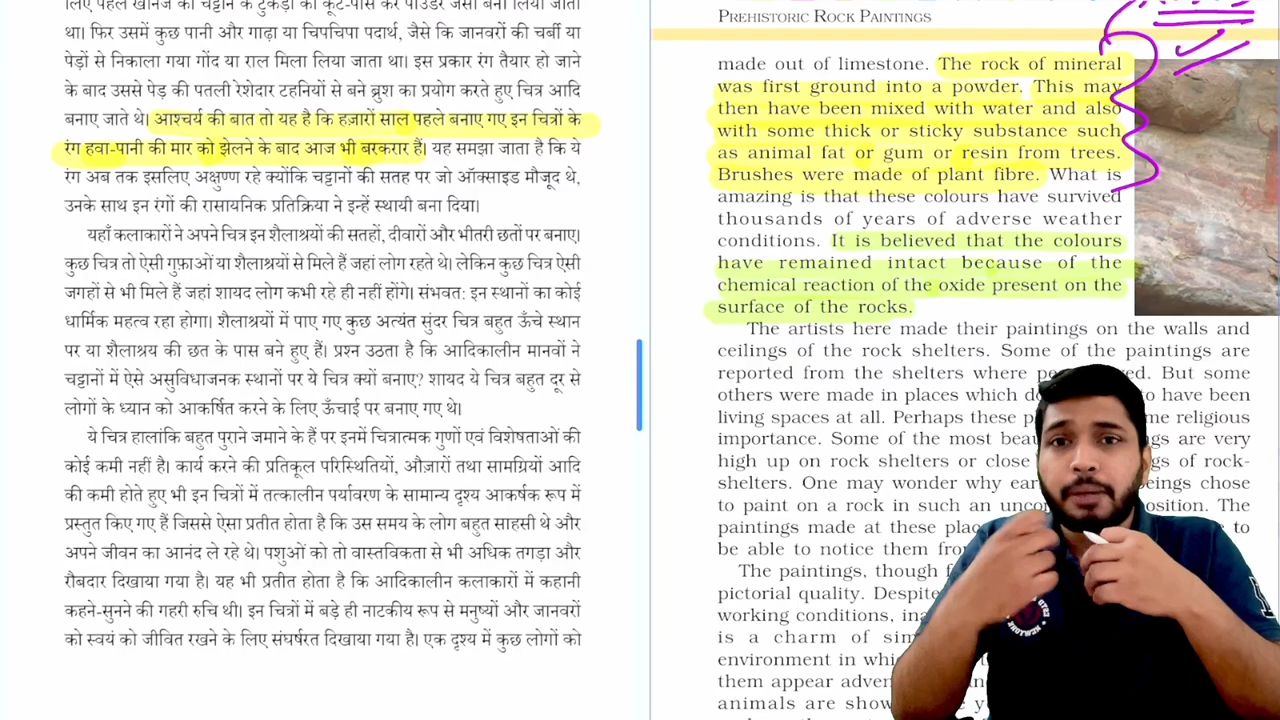 लिए पहले खनिज की चट्टान के टुकड़ों को कूट-पीस कर पाउडर जैसा बना लिया जाता
था। फिर उसमें कुछ पानी और गाढ़ा या चिपचिपा पदार्थ, जैसे कि जानवरों की चर्बी या
पेड़ों से निकाला गया गोंद या राल मिला लिया जाता था। इस प्रकार रंग तैयार हो जाने
के बाद उससे पेड़ की पतली रेशेदार टहनियों से बने ब्रुश का प्रयोग करते हुए चित्र आदि
बनाए जाते थे। आश्चर्य की बात तो यह है कि हज़ारों साल पहले बनाए गए इन चित्रों के
रंग हवा-पानी की मार को झेलने के बाद आज भी बरकरार हैं। यह समझा जाता है कि ये
रंग अब तक इसलिए अक्षुण्ण रहे क्योंकि चट्टानों की सतह पर जो ऑक्साइड मौजूद थे,
उनके साथ इन रंगों की रासायनिक प्रतिक्रिया ने इन्हें स्थायी बना दिया।
यहाँ कलाकारों ने अपने चित्र इन शैलाश्रयों की सतहों, दीवारों और भीतरी छतों पर बनाए।
कुछ चित्र तो ऐसी गुफ़ाओं या शैलाश्रयों से मिले हैं जहां लोग रहते थे। लेकिन कुछ चित्र ऐसी
जगहों से भी मिले हैं जहां शायद लोग कभी रहे ही नहीं होंगे। संभवत: इन स्थानों का कोई
धार्मिक महत्व रहा होगा। शैलाश्रयों में पाए गए कुछ अत्यंत सुंदर चित्र बहुत ऊँचे स्थान
पर या शैलाश्रय की छत के पास बने हुए हैं। प्रश्न उठता है कि आदिकालीन मानवों ने
चट्टानों में ऐसे असुविधाजनक स्थानों पर ये चित्र क्यों बनाए? शायद ये चित्र बहुत दूर से
लोगों के ध्यान को आकर्षित करने के लिए ऊँचाई पर बनाए गए थे।
ये चित्र हालांकि बहुत पुराने जमाने के हैं पर इनमें चित्रात्मक गुणों एवं विशेषताओं की
कोई कमी नहीं है। कार्य करने की प्रतिकूल परिस्थितियों, औज़ारों तथा सामग्रियों आदि
की कमी होते हुए भी इन चित्रों में तत्कालीन पर्यावरण के सामान्य दृश्य आकर्षक रूप में
प्रस्तुत किए गए हैं जिससे ऐसा प्रतीत होता है कि उस समय के लोग बहुत साहसी थे और
अपने जीवन का आनंद ले रहे थे। पशुओं को तो वास्तविकता से भी अधिक तगड़ा और
रौबदार दिखाया गया है। यह भी प्रतीत होता है कि आदिकालीन कलाकारों में कहानी
कहने-सुनने की गहरी रुचि थी। इन चित्रों में बड़े ही नाटकीय रूप से मनुष्यों और जानवरों
को स्वयं को जीवित रखने के लिए संघर्षरत दिखाया गया है। एक दृश्य में कुछ लोगों को
PREHISTORIC ROCK PAINTINGS
made out of limestone. The rock of mineral
was first ground into a powder. This may
then have been mixed with water and also
with some thick or sticky substance such
as animal fat or gum or resin from trees.
Brushes were made of plant fibre. What is
amazing is that these colours have survived
thousands of years of adverse weather
conditions. It is believed that the colours
have remained intact because of the
chemical reaction of the oxide present on the
surface of the rocks.
The artists here made their paintings on the walls and
ceilings of the rock shelters. Some of the paintings are
reported from the shelters where
But some
others were made in places which
to have been
living spaces at all. Perhaps these
religious
importance. Some of the most
are very
high up on rock shelters or close
of rock-
shelters. One may wonder why
beings chose
to paint on a rock in such an
The
paintings made at these
to
be able to notice them
The paintings, though
pictorial quality. Despite
working conditions,
is a charm of
environment in
them appear
animals are